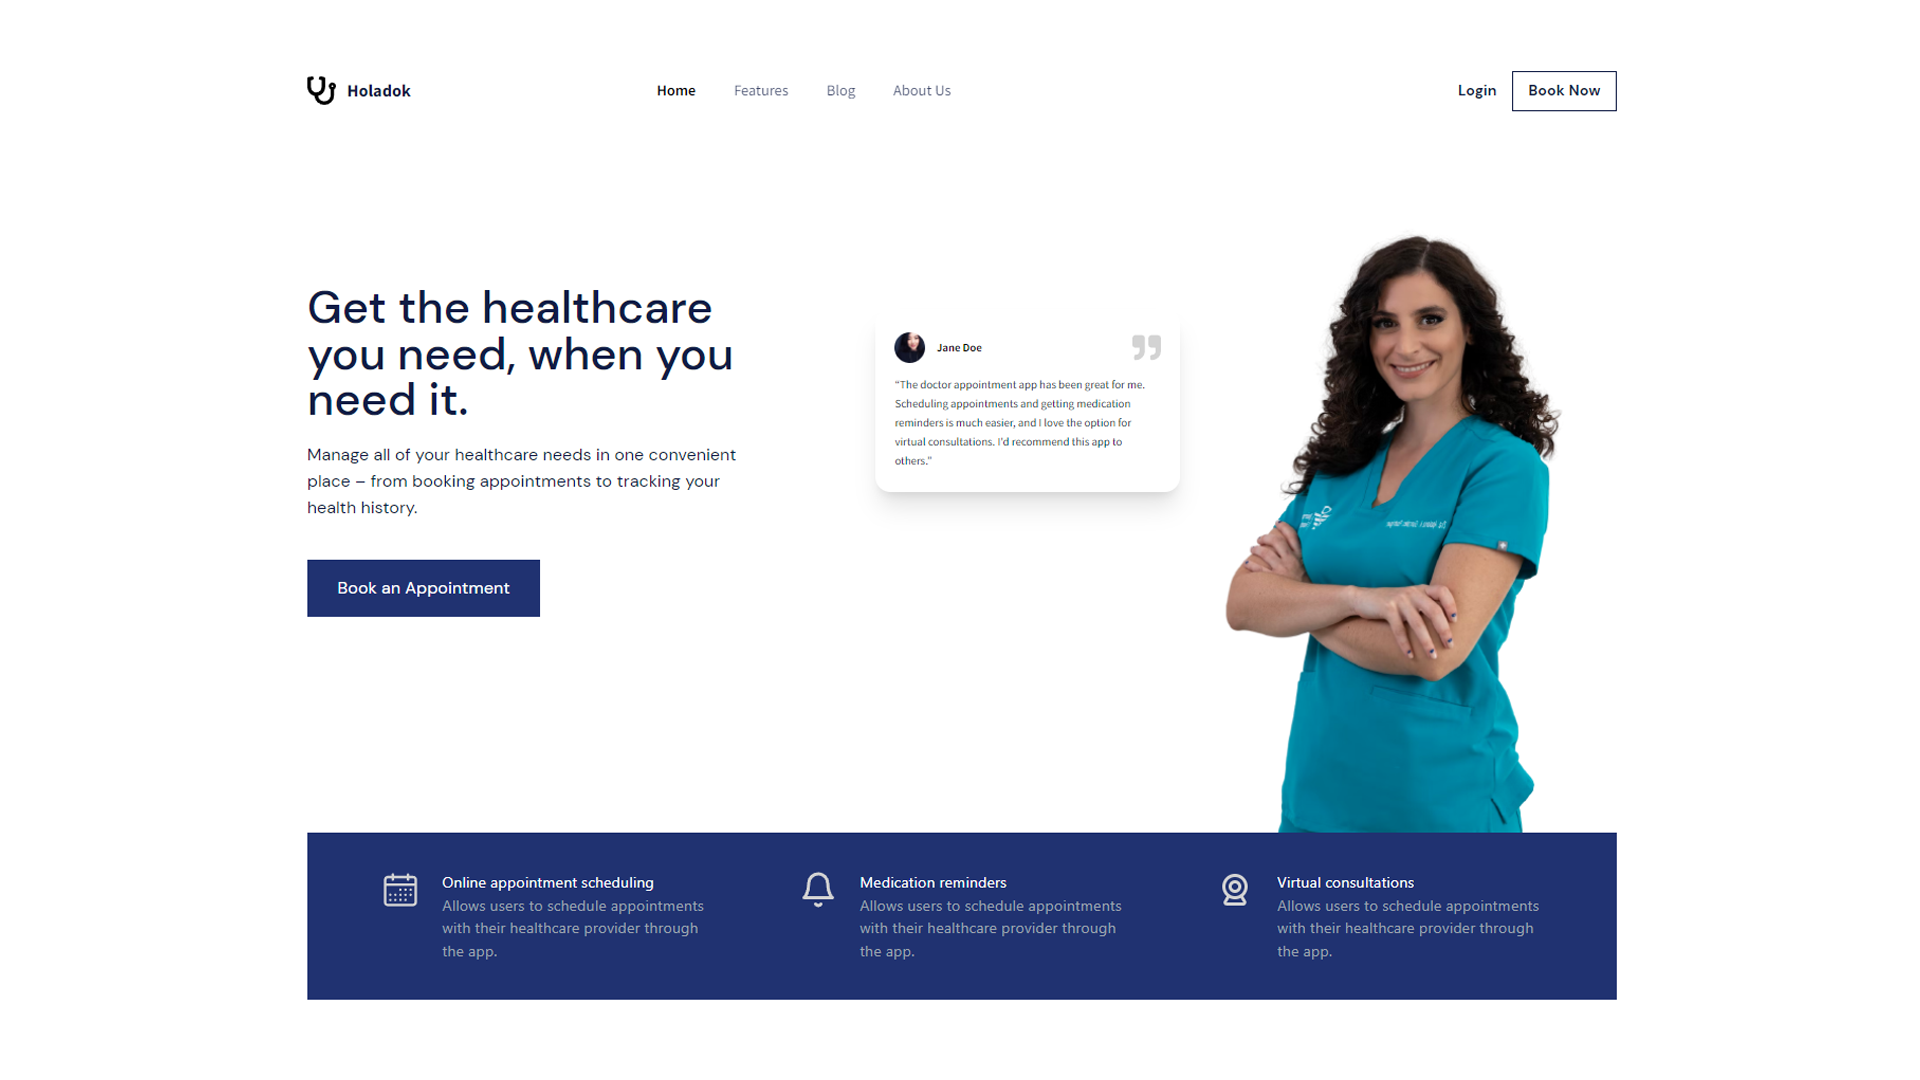 Holadok
Home
Features
Blog
About Us
Login
Book Now
Get the healthcare
you need, when you
need it.
Manage all of your healthcare needs in one convenient
place – from booking appointments to tracking your
health history.
Book an Appointment
Jane Doe
“The doctor appointment app has been great for me.
Scheduling appointments and getting medication
reminders is much easier, and I love the option for
virtual consultations. I'd recommend this app to
others.”
Online appointment scheduling
Allows users to schedule appointments
with their healthcare provider through
the app.
Medication reminders
Allows users to schedule appointments
with their healthcare provider through
the app.
Virtual consultations
Allows users to schedule appointments
with their healthcare provider through
the app.